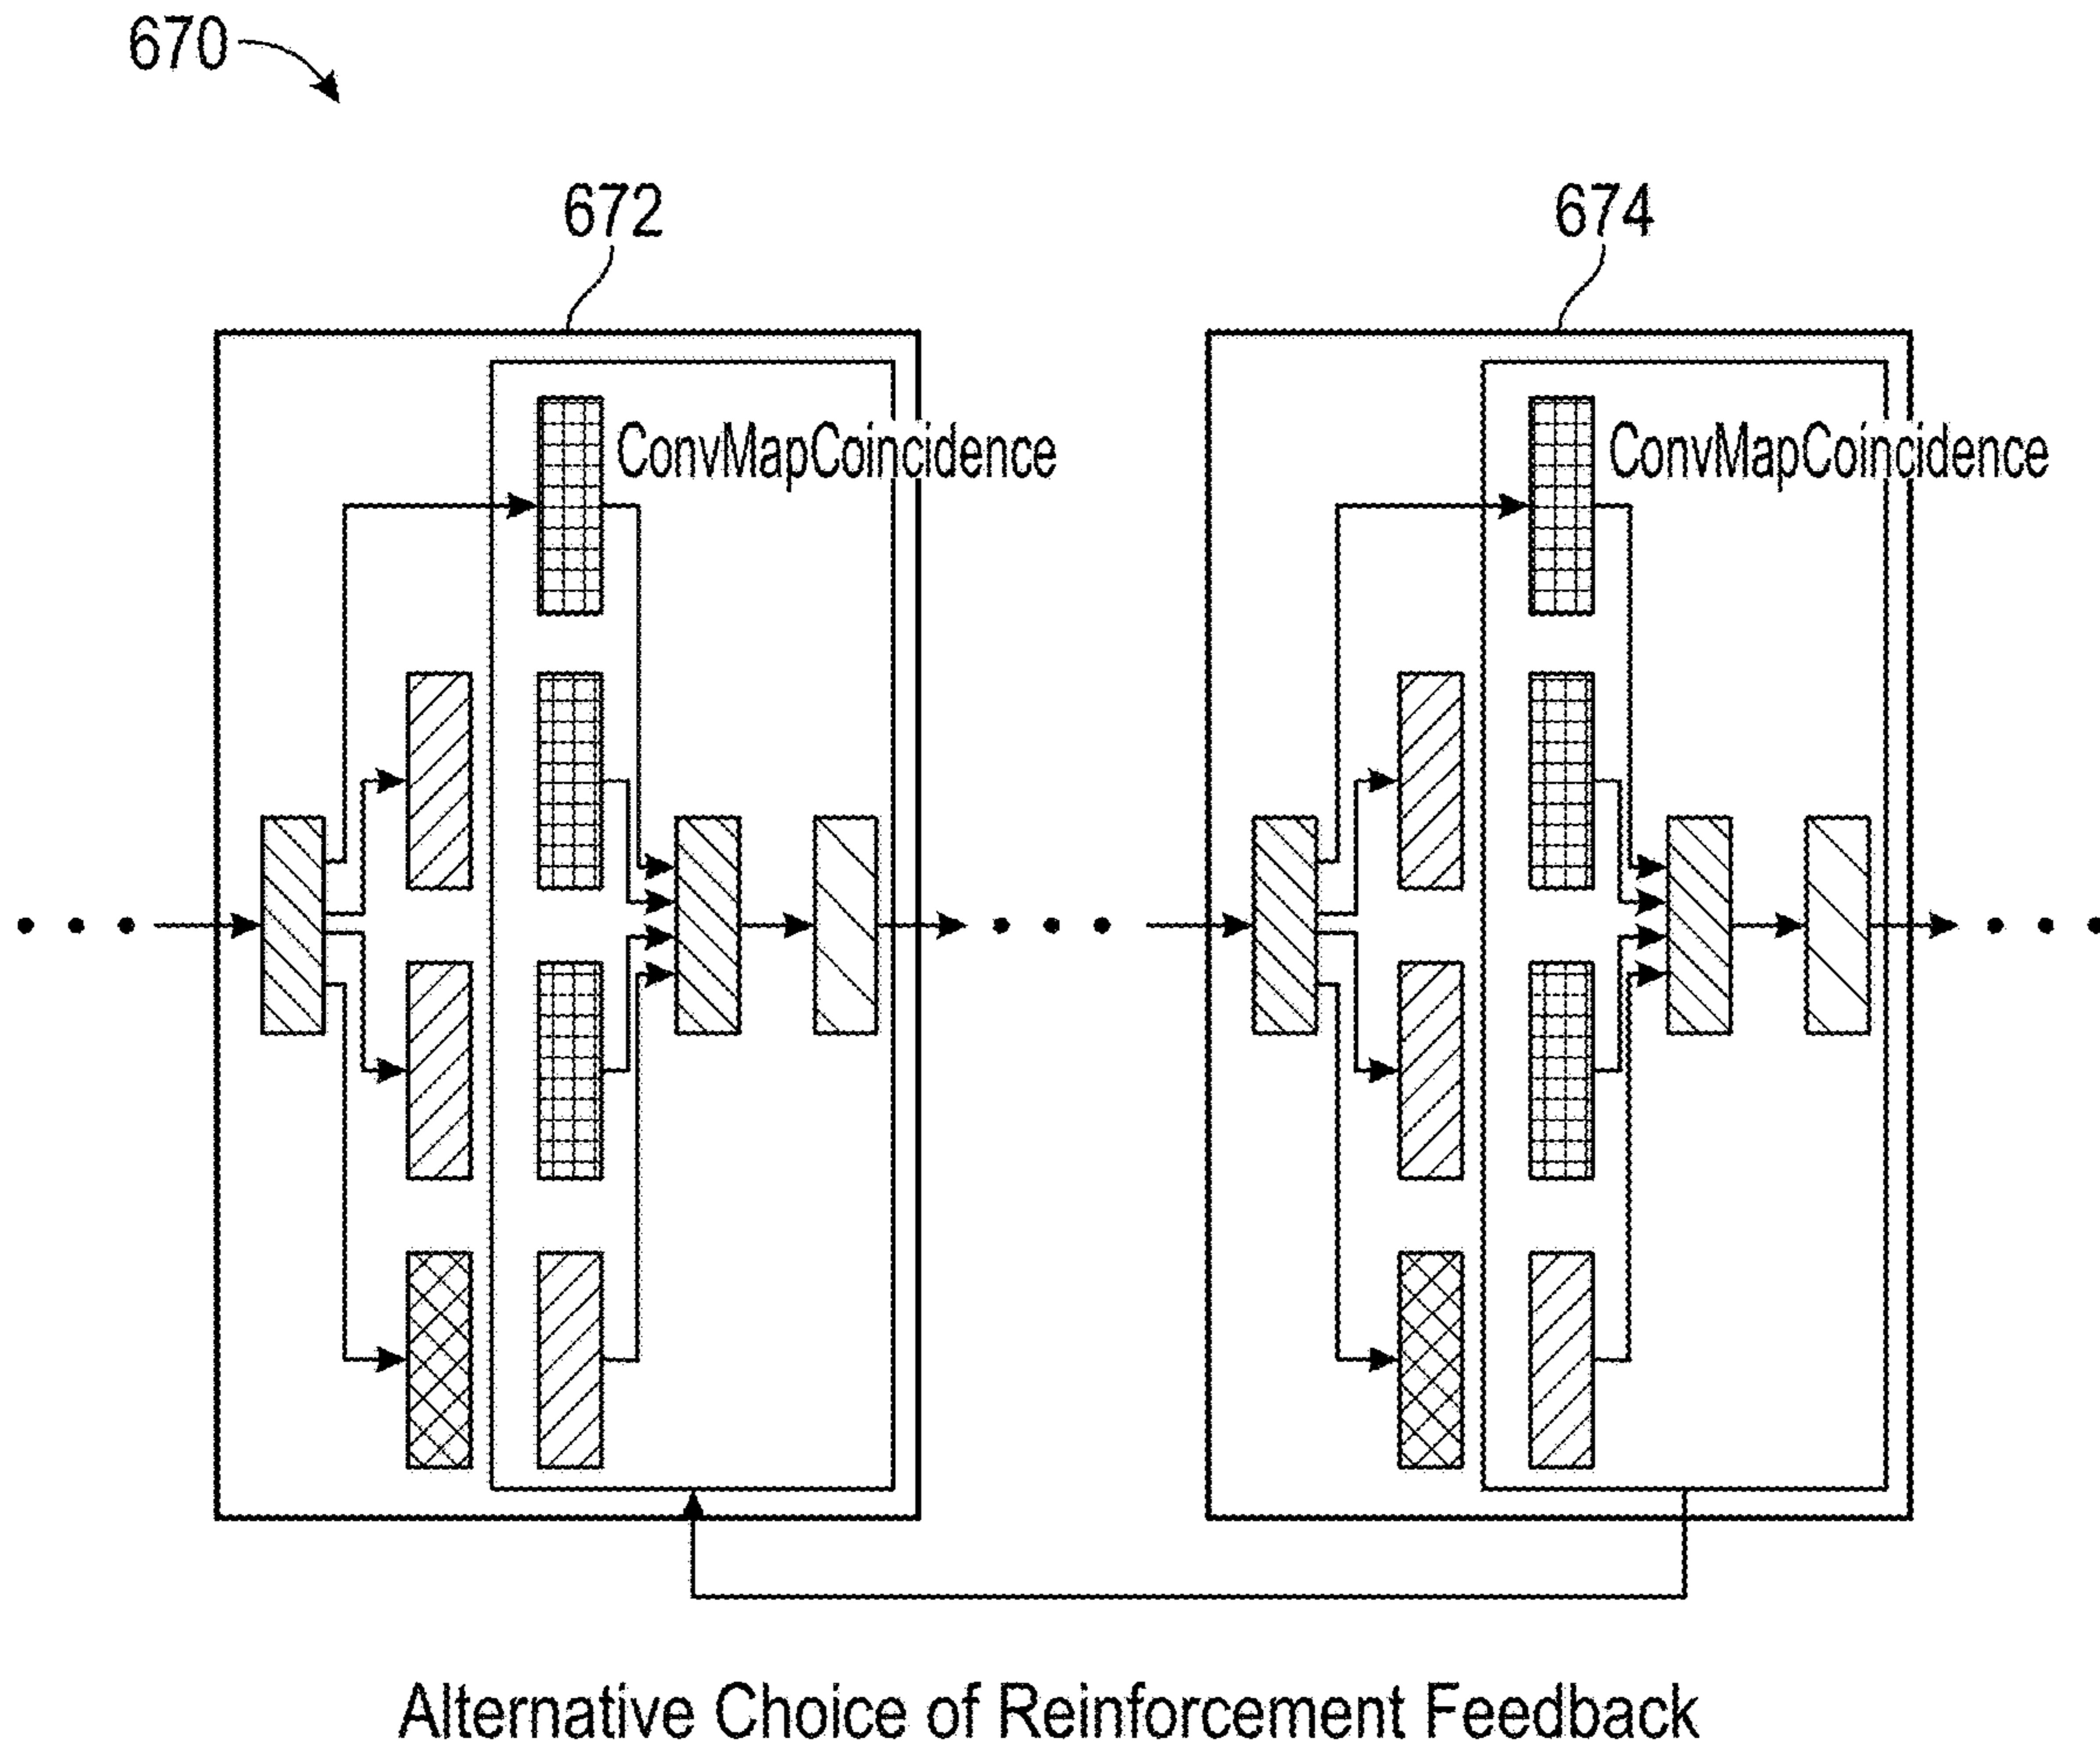 670
672
674
ConvMapCoincidence
ConvMapCoincidence
Alternative Choice of Reinforcement Feedback